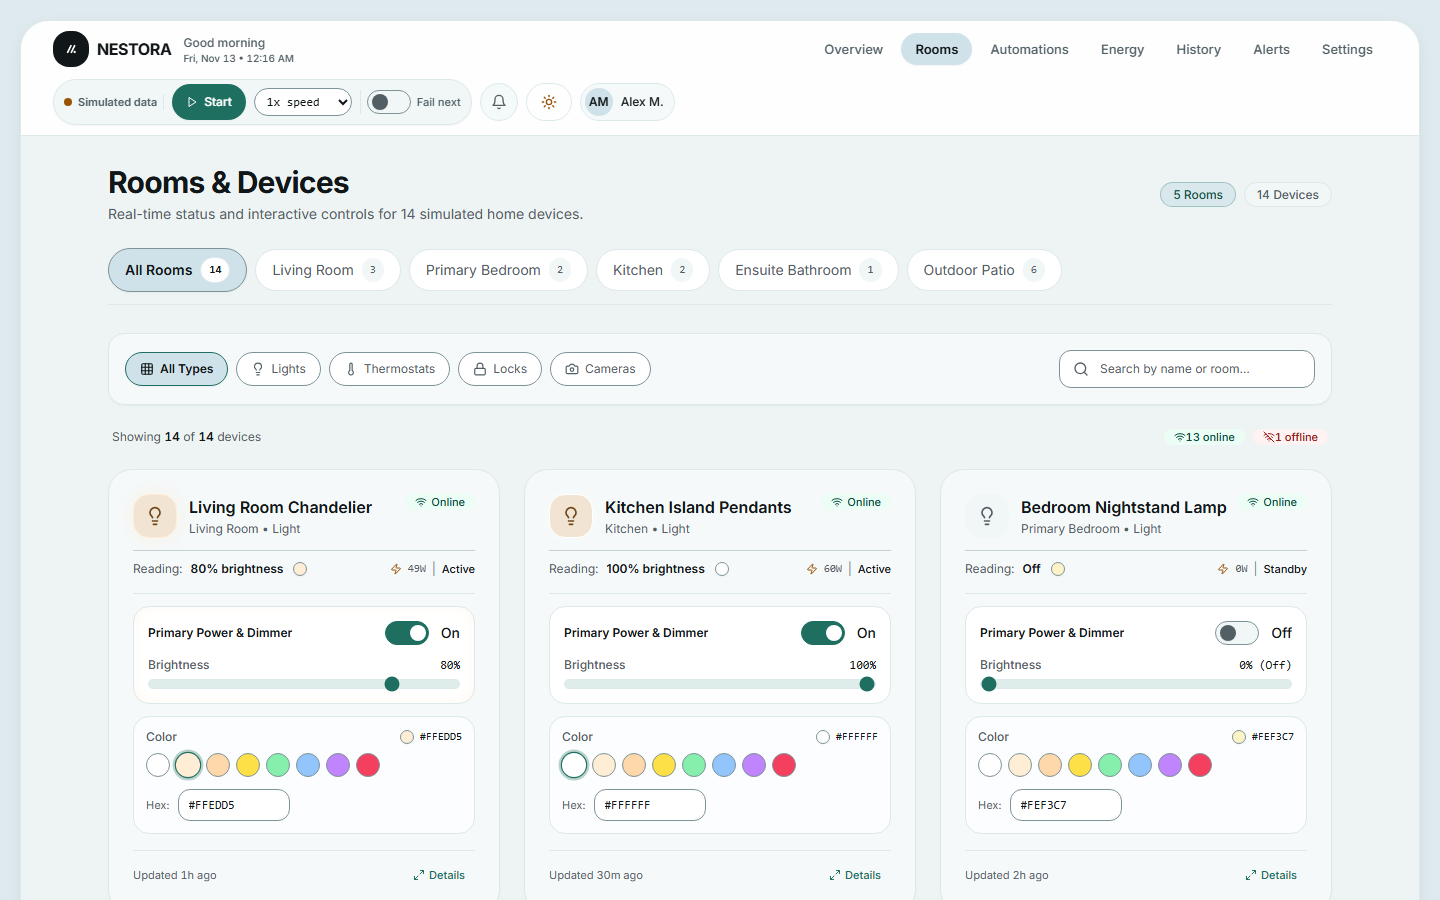 NESTORA
Good morning
Fri, Nov 13 • 12:16 AM
Overview
Rooms
Automations
Energy
History
Alerts
Settings
Simulated data
Start
1x speed
Fail next
AM
Alex M.
Rooms & Devices
Real-time status and interactive controls for 14 simulated home devices.
5 Rooms
14 Devices
All Rooms 14
Living Room 3
Primary Bedroom 2
Kitchen 2
Ensuite Bathroom 1
Outdoor Patio 6
All Types
Lights
Thermostats
Locks
Cameras
Search by name or room...
Showing 14 of 14 devices
13 online
1 offline
Living Room Chandelier
Online
Living Room • Light
Reading: 80% brightness
49W
Active
Primary Power & Dimmer
On
Brightness
80%
Color
#FFEDD5
Hex: #FFEDD5
Updated 1h ago
Details
Kitchen Island Pendants
Online
Kitchen • Light
Reading: 100% brightness
60W
Active
Primary Power & Dimmer
On
Brightness
100%
Color
#FFFFFF
Hex: #FFFFFF
Updated 30m ago
Details
Bedroom Nightstand Lamp
Online
Primary Bedroom • Light
Reading: Off
0W
Standby
Primary Power & Dimmer
Off
Brightness
0% (Off)
Color
#FEF3C7
Hex: #FEF3C7
Updated 2h ago
Details